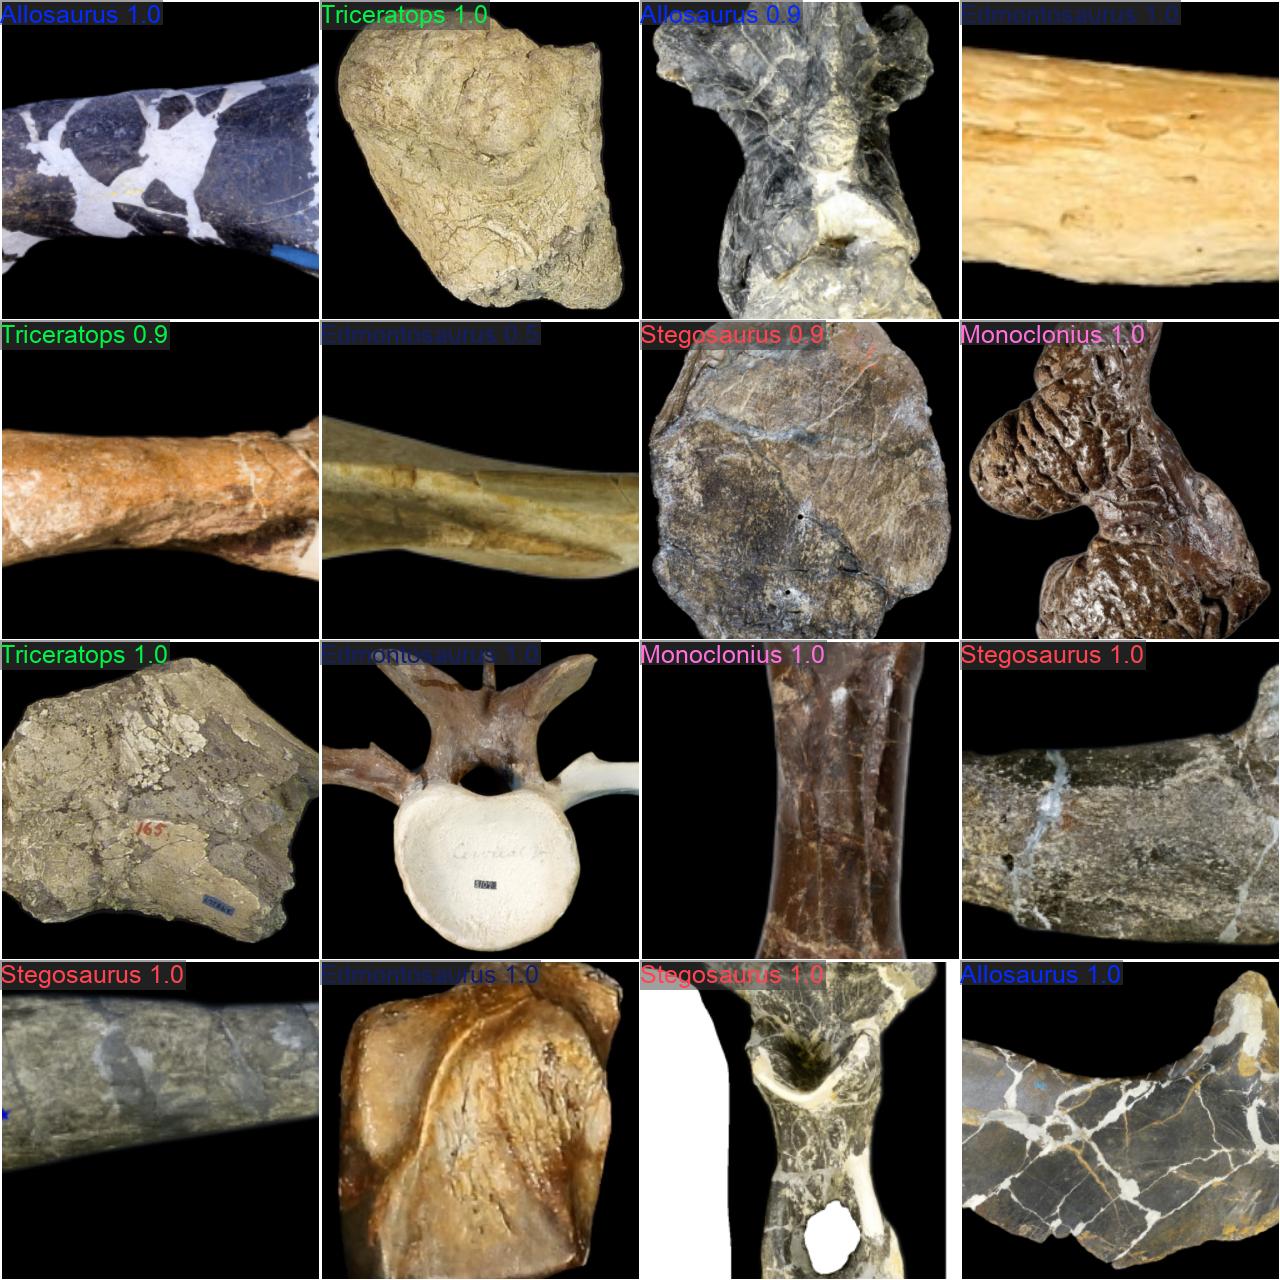 Allosaurus 1.0
Triceratops 1.0
Allosaurus 0.9
Edmontosaurus 1.0
Triceratops 0.9
Edmontosaurus 0.5
Stegosaurus 0.9
Monoclonius 1.0
Triceratops 1.0
Edmontosaurus 1.0
Monoclonius 1.0
Stegosaurus 1.0
165
Cervical
Stegosaurus 1.0
Edmontosaurus 1.0
Stegosaurus 1.0
Allosaurus 1.0